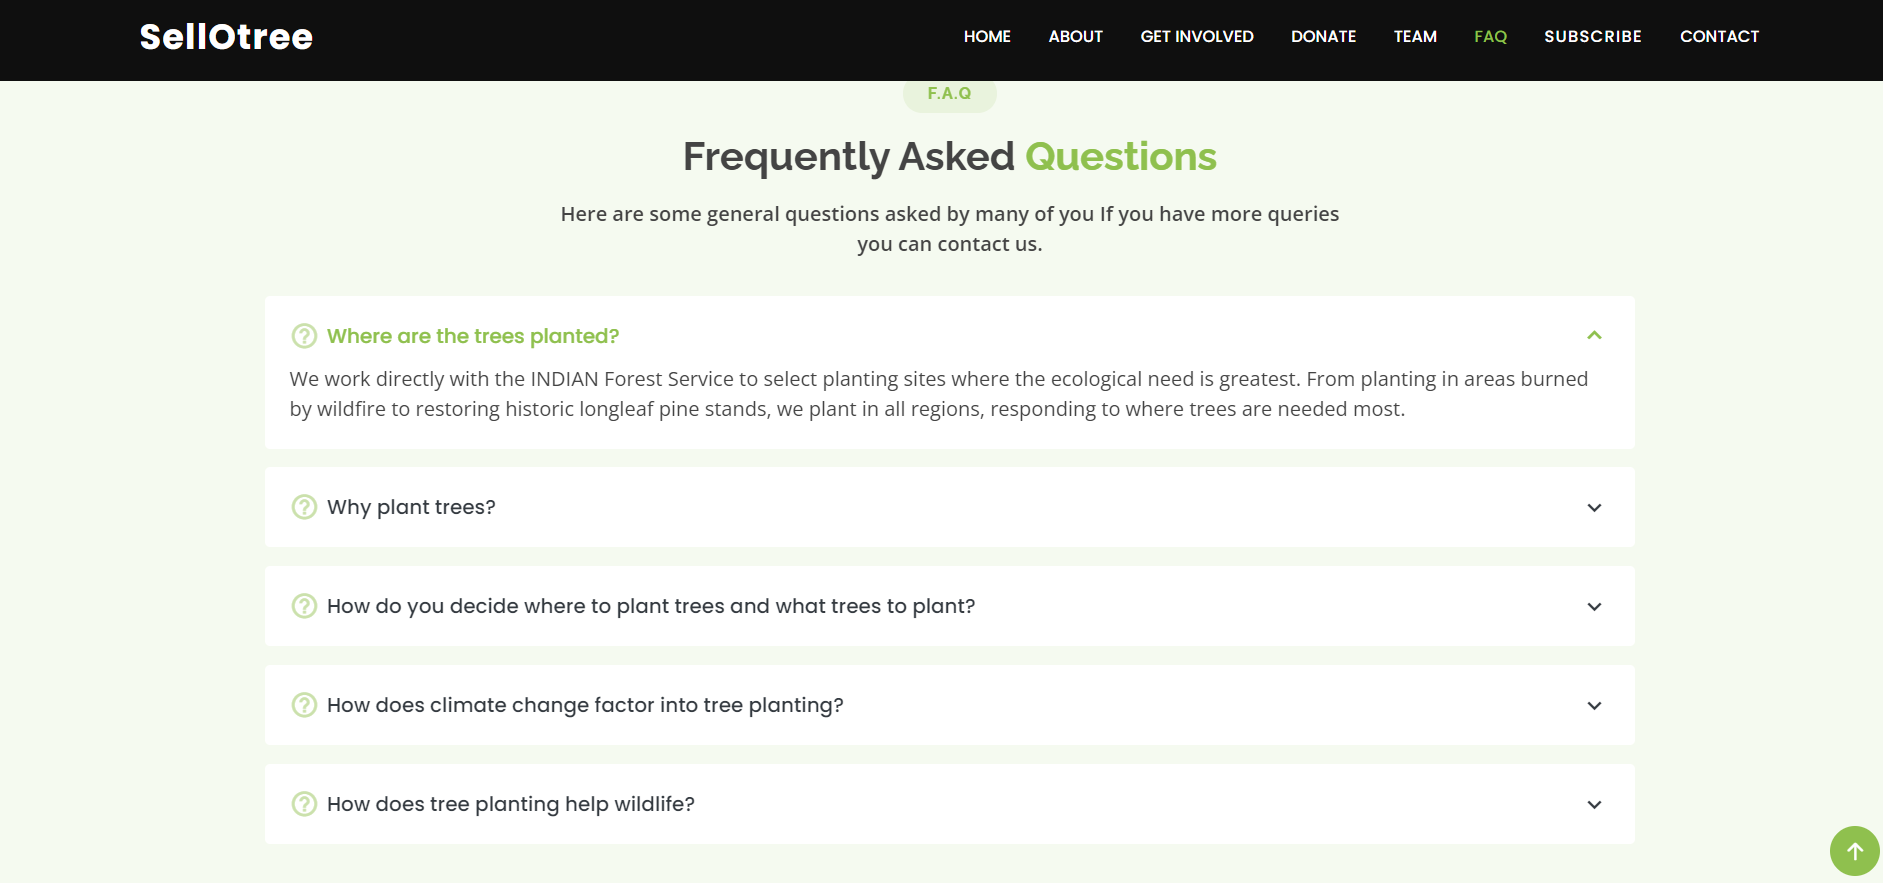 SellOtree
HOME ABOUT GET INVOLVED DONATE TEAM FAQ SUBSCRIBE CONTACT
F.A.Q
Frequently Asked Questions
Here are some general questions asked by many of you If you have more queries
you can contact us.
Where are the trees planted?
We work directly with the INDIAN Forest Service to select planting sites where the ecological need is greatest. From planting in areas burned
by wildfire to restoring historic longleaf pine stands, we plant in all regions, responding to where trees are needed most.
Why plant trees?
How do you decide where to plant trees and what trees to plant?
How does climate change factor into tree planting?
How does tree planting help wildlife?